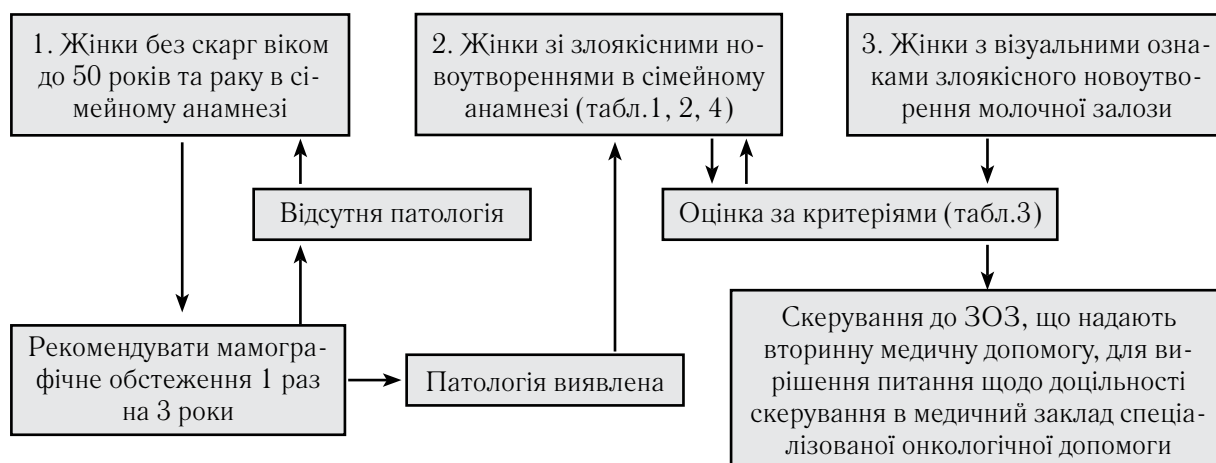 1. Жінки без скарг віком
до 50 років та раку в сі-
мейному анамнезі
2. Жінки зі злоякісними но-
воутвореннями в сімейному
анамнезі (табл.1, 2, 4)
3. Жінки з візуальними озна-
ками злоякісного новоутво-
рення молочної залози
Відсутня патологія
Оцінка за критеріями (табл.3)
Рекомендувати мамогра-
фічне обстеження 1 раз
на 3 роки
Патологія виявлена
Скерування до ЗОЗ, що надають
вторинну медичну допомогу, для ви-
рішення питання щодо доцільності
скерування в медичний заклад спеціа-
лізованої онкологічної допомоги